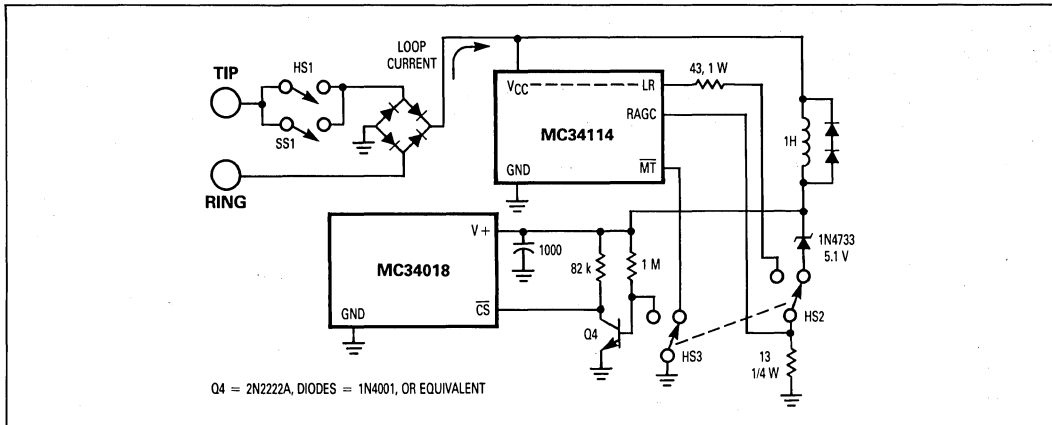 LOOP
CURRENT
HS1
TIP
SS1
RING
VCC
LR
43, 1 W
RAGC
MC34114
GND
MT
1H
V +
1000
82 k
1 M
1N4733
5.1 V
MC34018
GND
CS
Q4
HS3
HS2
13
1/4 W
Q4 = 2N2222A, DIODES = 1N4001, OR EQUIVALENT